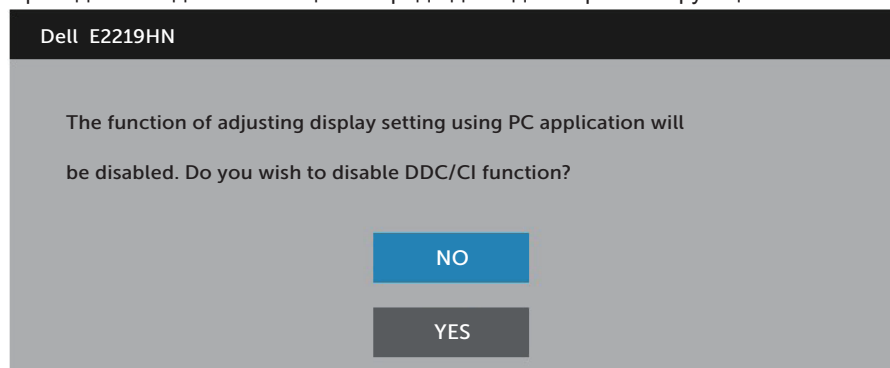 Dell E2219HN
The function of adjusting display setting using PC application will
be disabled. Do you wish to disable DDC/CI function?
NO
YES